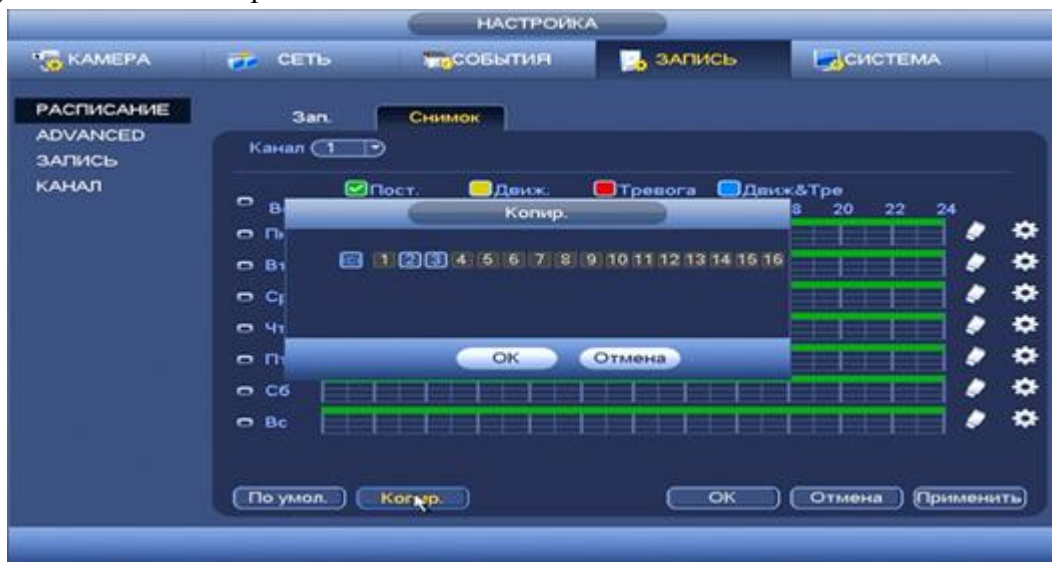 НАСТРОЙКА
КАМЕРА СЕТЬ СОБЫТИЯ ЗАПИСЬ СИСТЕМА
РАСПИСАНИЕ
ADVANCED
ЗАПИСЬ
КАНАЛ
Зап. Снимок
Канал 1
Пост. Движ. Тревога Движ&Тре
8 20 22 24
Копир.
1 2 3 4 5 6 7 8 9 10 11 12 13 14 15 16
OK Отмена
Сб
Вс
По умол. Копир. OK Отмена Применить